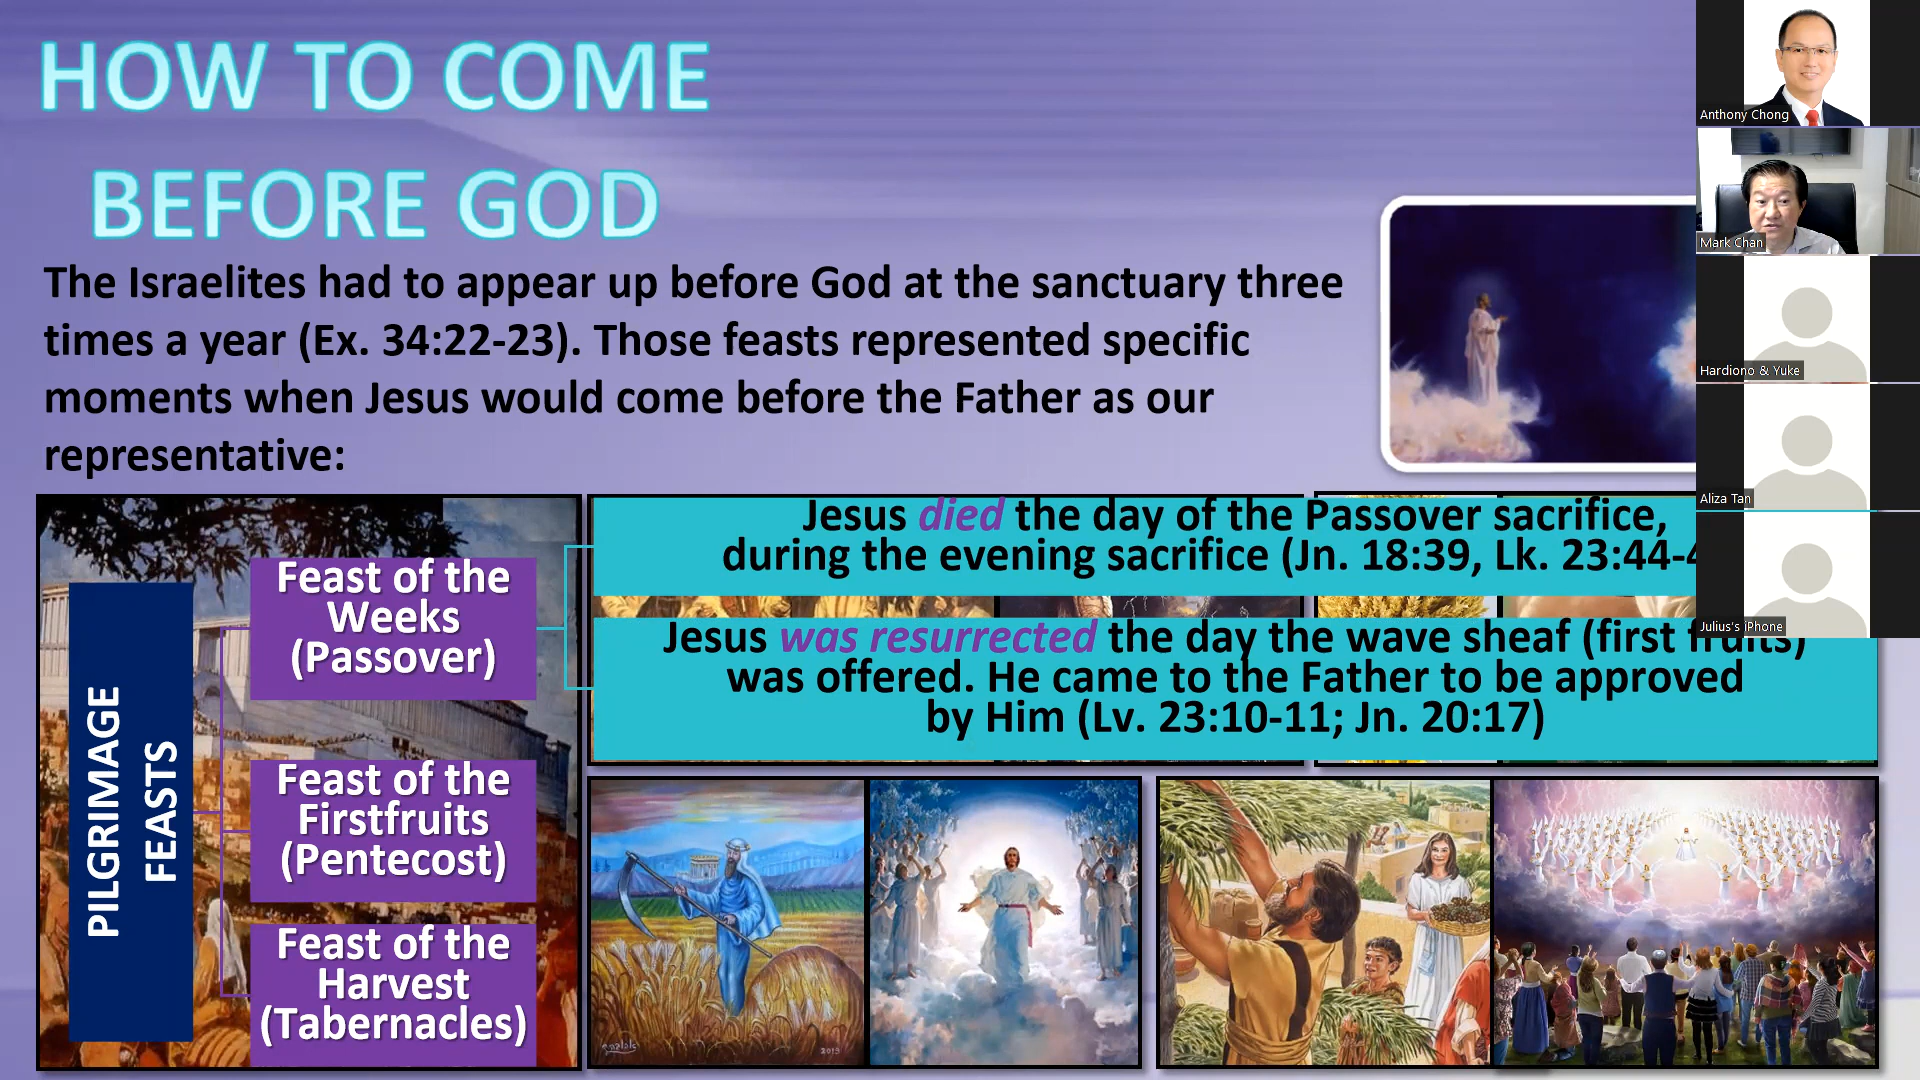 HOW TO COME
BEFORE GOD
The Israelites had to appear up before God at the sanctuary three
times a year (Ex. 34:22-23). Those feasts represented specific
moments when Jesus would come before the Father as our
representative:
PILGRIMAGE
FEASTS
Feast of the
Weeks
(Passover)
Feast of the
Firstfruits
(Pentecost)
Feast of the
Harvest
(Tabernacles)
Jesus died the day of the Passover sacrifice,
during the evening sacrifice (Jn. 18:39, Lk. 23:44-
Jesus was resurrected the day the wave sheaf (first fruits)
was offered. He came to the Father to be approved
by Him (Lv. 23:10-11; Jn. 20:17)
2013
Anthony Chong
Mark Chan
Hardiono & Yuke
Aliza Tan
Julius's iPhone